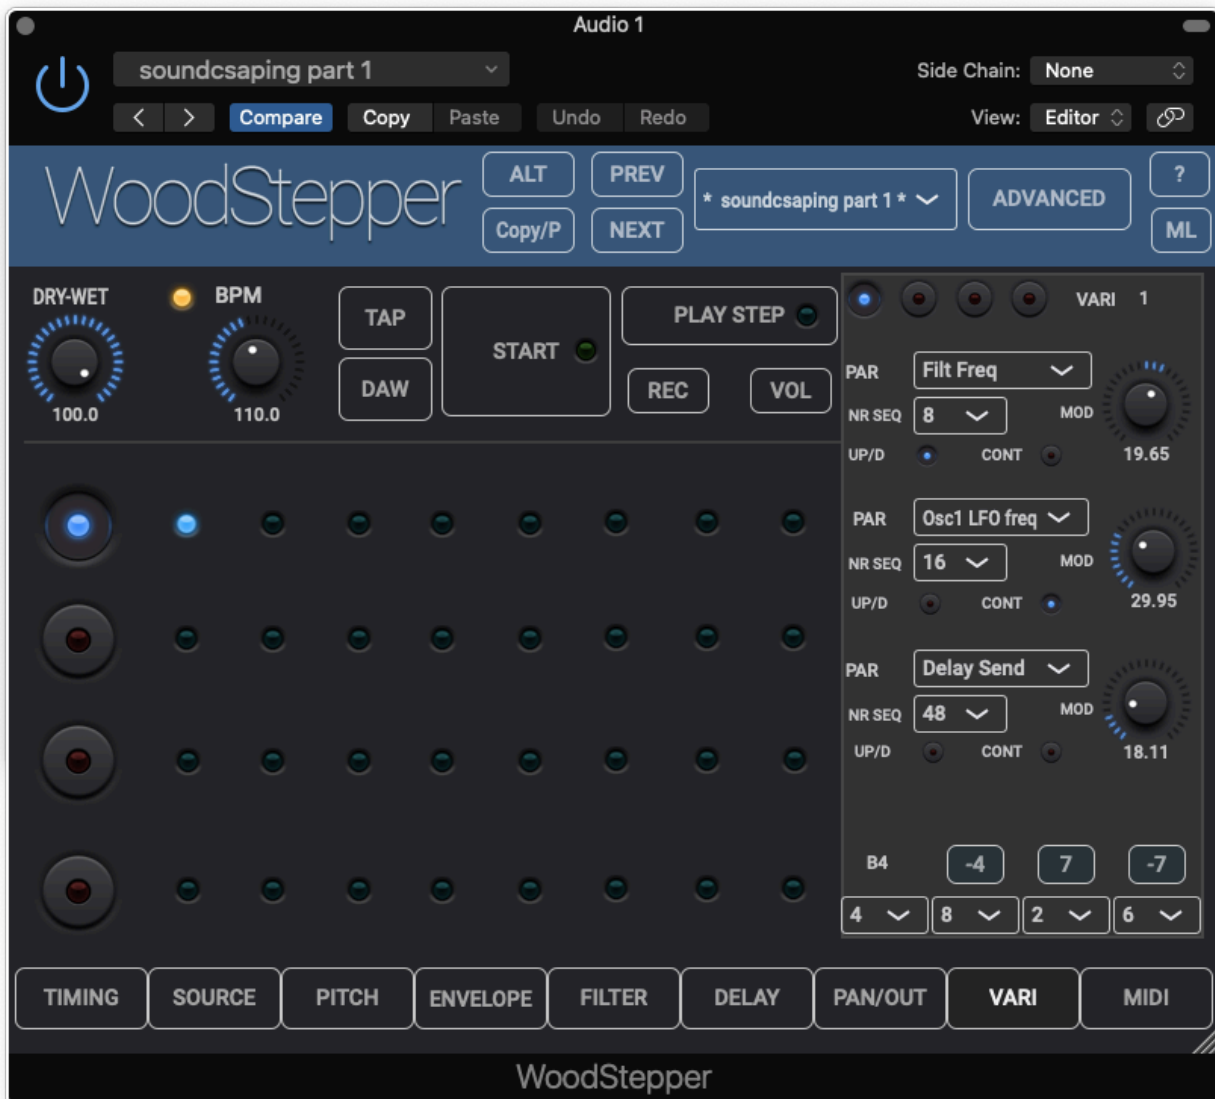 Audio 1
soundcsaping part 1
Side Chain: None
Compare Copy Paste Undo Redo
View: Editor
WoodStepper
ALT PREV
Copy/P NEXT
* soundcsaping part 1 *
ADVANCED
?
ML
DRY-WET
100.0
BPM
110.0
TAP
DAW
START
PLAY STEP
REC VOL
VARI 1
PAR Filt Freq
NR SEQ 8 MOD
UP/D CONT 19.65
PAR Osc1 LFO freq
NR SEQ 16 MOD
UP/D CONT 29.95
PAR Delay Send
NR SEQ 48 MOD
UP/D CONT 18.11
B4 -4 7 -7
4 8 2 6
TIMING SOURCE PITCH ENVELOPE FILTER DELAY PAN/OUT VARI MIDI
WoodStepper